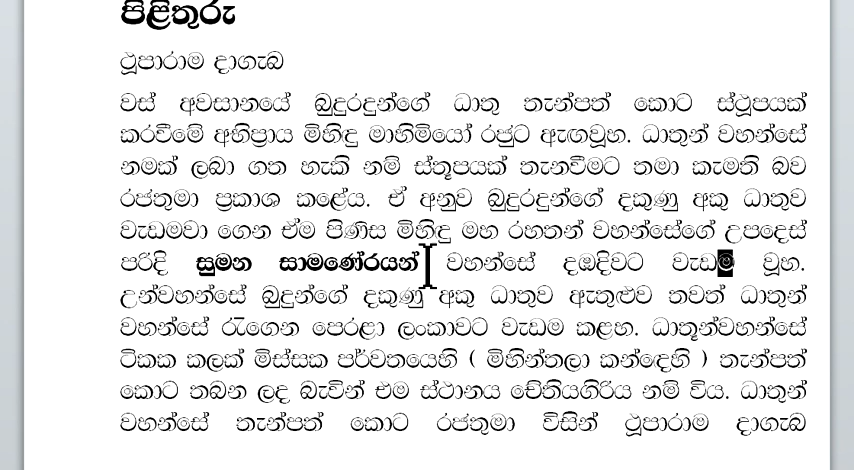 පිළිතුරු
ථූපාරාම දාගැබ
වස් අවසානයේ බුදුරදුන්ගේ ධාතු තැන්පත් කොට ස්ථූපයක්
කරවීමේ අභිප්‍රාය මිහිඳු මාහිමියෝ රජුට ඇඟවූහ. ධාතුන් වහන්සේ
නමක් ලබා ගත හැකි නම් ස්තූපයක් තැනවීමට තමා කැමති බව
රජතුමා ප්‍රකාශ කළේය. ඒ අනුව බුදුරදුන්ගේ දකුණු අකු ධාතුව
වැඩමවා ගෙන ඒම පිණිස මිහිඳු මහ රහතන් වහන්සේගේ උපදෙස්
පරිදි සුමන සාමණේරයන් වහන්සේ දඹදිවට වැඩම වූහ.
උන්වහන්සේ බුදුන්ගේ දකුණු අකු ධාතුව ඇතුළුව තවත් ධාතුන්
වහන්සේ රැගෙන පෙරළා ලංකාවට වැඩම කළහ. ධාතූන්වහන්සේ
ටිකක කලක් මිස්සක පර්වතයෙහි ( මිහින්තලා කන්දෙහි ) තැන්පත්
කොට තබන ලද බැවින් එම ස්ථානය චේතියගිරිය නම් විය. ධාතුන්
වහන්සේ තැන්පත් කොට රජතුමා විසින් ථූපාරාම දාගැබ